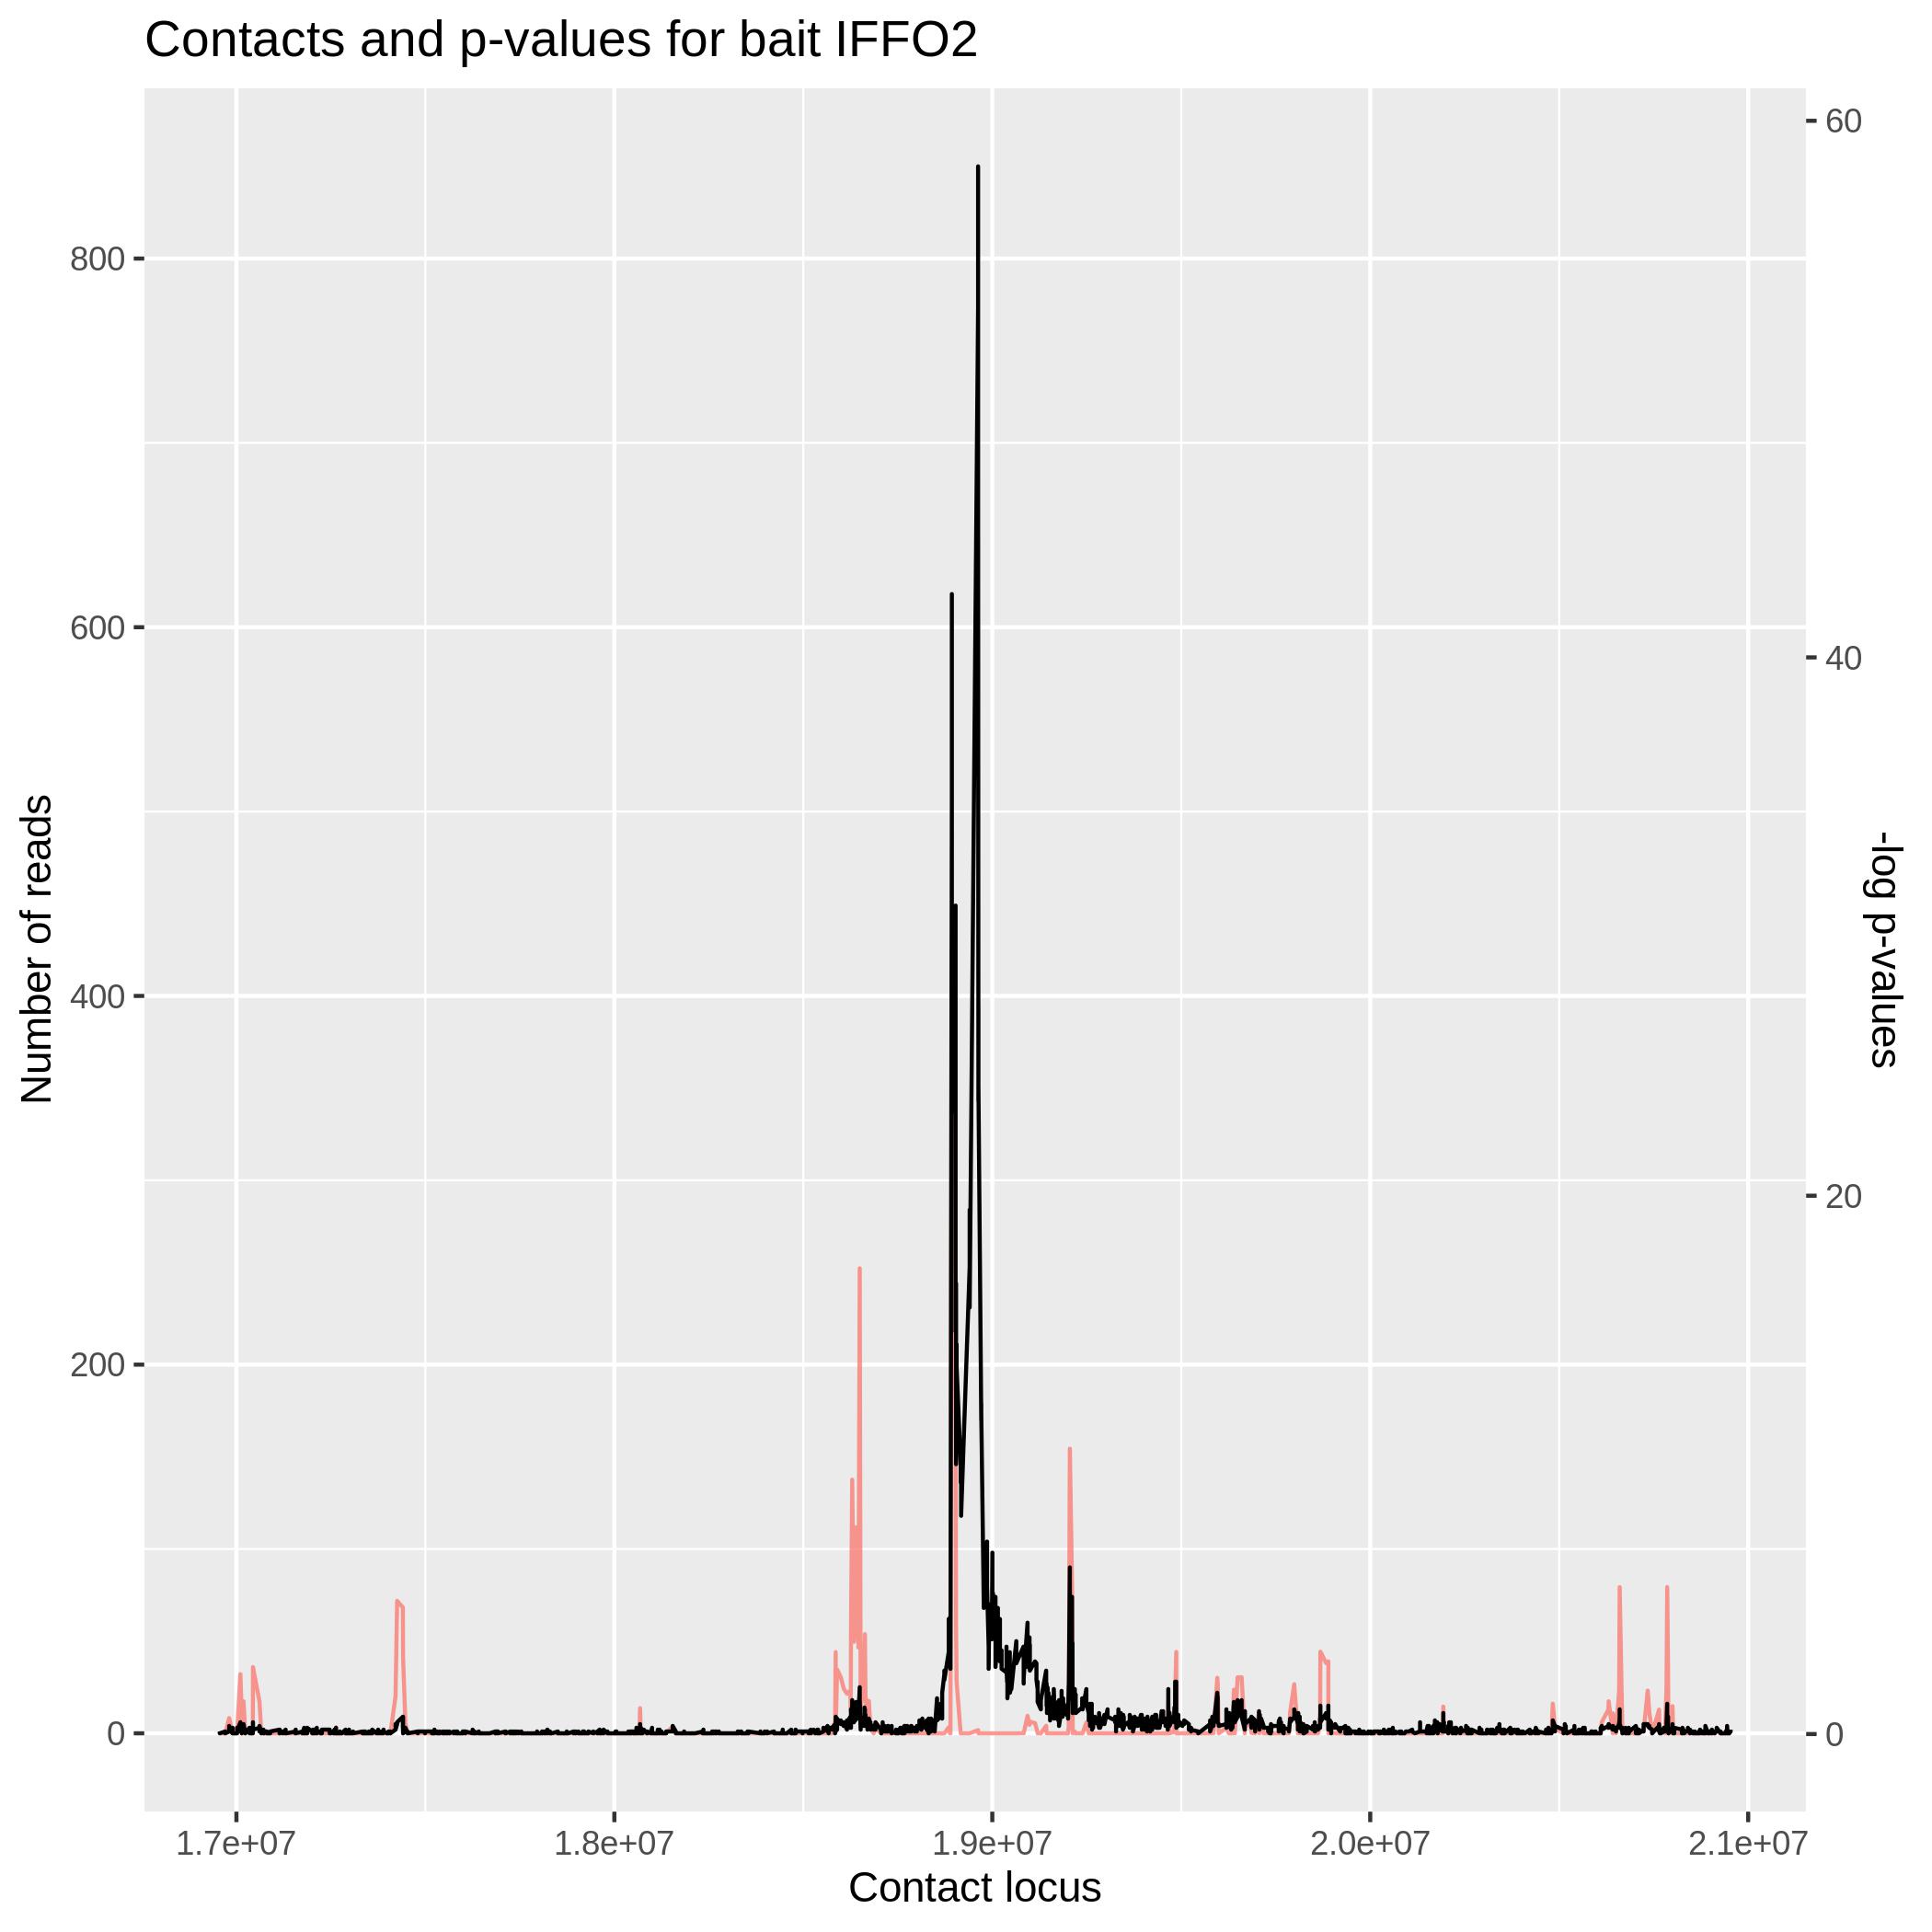 Contacts and p-values for bait IFFO2
800
600
400
200
0
Number of reads
60
40
20
0
-log p-values
1.7e+07
1.8e+07
1.9e+07
2.0e+07
2.1e+07
Contact locus